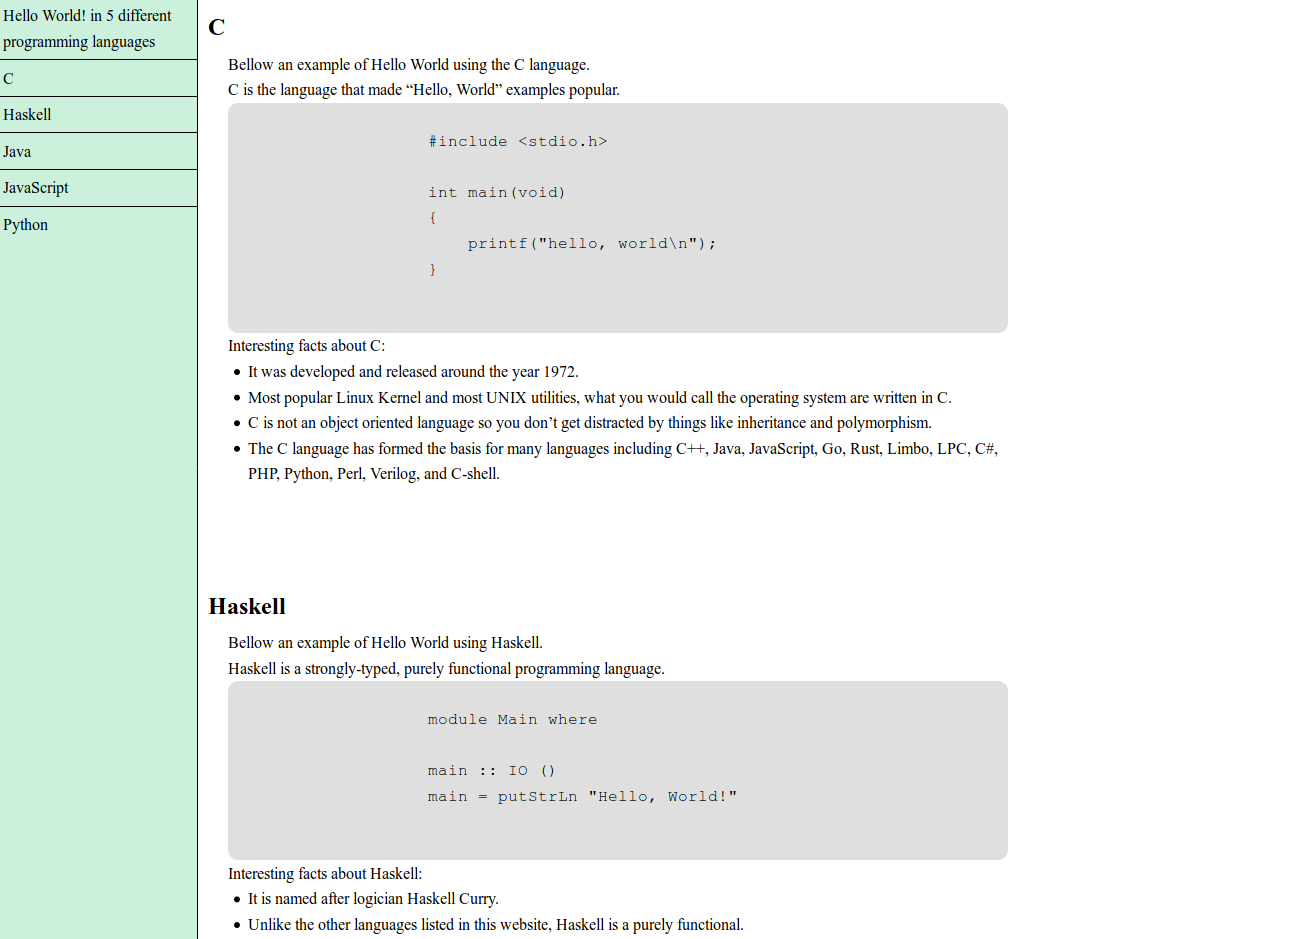 Hello World! in 5 different
programming languages
C
Haskell
Java
JavaScript
Python
C
Bellow an example of Hello World using the C language.
C is the language that made “Hello, World” examples popular.
#include <stdio.h>
int main(void)
{
    printf("hello, world\n");
}
Interesting facts about C:
• It was developed and released around the year 1972.
• Most popular Linux Kernel and most UNIX utilities, what you would call the operating system are written in C.
• C is not an object oriented language so you don’t get distracted by things like inheritance and polymorphism.
• The C language has formed the basis for many languages including C++, Java, JavaScript, Go, Rust, Limbo, LPC, C#,
PHP, Python, Perl, Verilog, and C-shell.
Haskell
Bellow an example of Hello World using Haskell.
Haskell is a strongly-typed, purely functional programming language.
module Main where
main :: IO ()
main = putStrLn "Hello, World!"
Interesting facts about Haskell:
• It is named after logician Haskell Curry.
• Unlike the other languages listed in this website, Haskell is a purely functional.